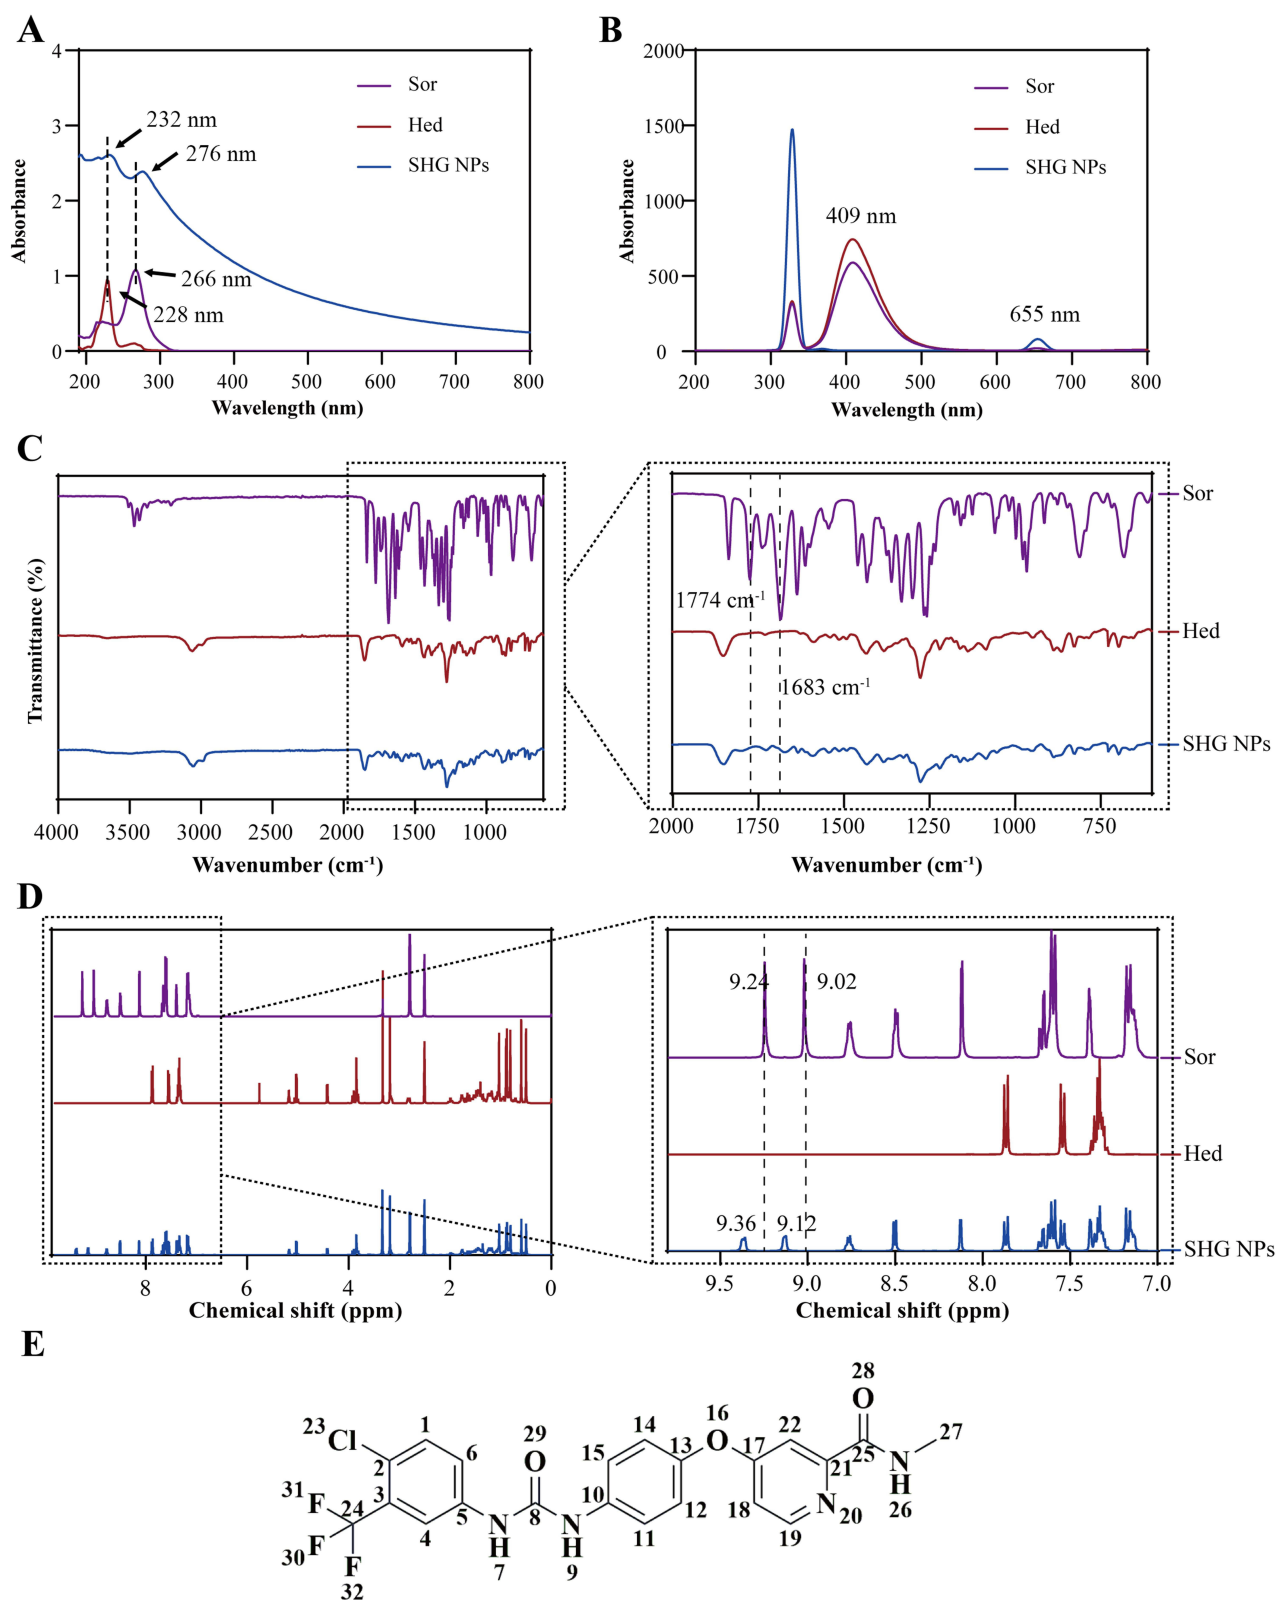 A
4
3
2
1
0
Absorbance
232 nm
276 nm
266 nm
228 nm
Sor
Hed
SHG NPs
200 300 400 500 600 700 800
Wavelength (nm)
B
2000
1500
1000
500
0
Absorbance
409 nm
655 nm
Sor
Hed
SHG NPs
200 300 400 500 600 700 800
Wavelength (nm)
C
Transmittance (%)
4000 3500 3000 2500 2000 1500 1000
Wavenumber (cm⁻¹)
1774 cm⁻¹
1683 cm⁻¹
Sor
Hed
SHG NPs
2000 1750 1500 1250 1000 750
Wavenumber (cm⁻¹)
D
8 6 4 2 0
Chemical shift (ppm)
9.24 9.02
9.36 9.12
Sor
Hed
SHG NPs
9.5 9.0 8.5 8.0 7.5 7.0
Chemical shift (ppm)
E
28
O
23 Cl 1 29 14 16 22 27
6 O 15 13 O 17 25 N
2 21 H
31 F 3 10 12 18 N 26
24 5 N 8 N 20
F 4 H H 11 19
30 F 7 9
32